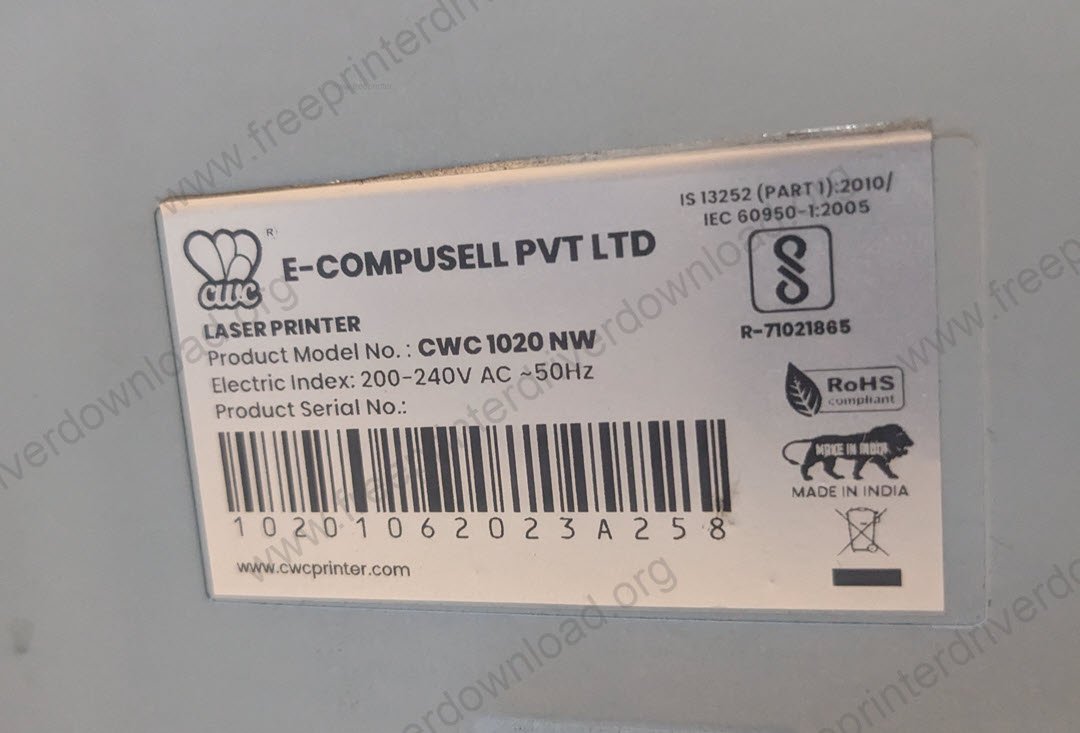 IS 13252 (PART 1):2010/
IEC 60950-1:2005
CWC
R
E-COMPUSELL PVT LTD
R-71021865
LASER PRINTER
Product Model No. : CWC 1020 NW
Electric Index: 200-240V AC ~50Hz
Product Serial No.:
10201062023A258
www.cwcprinter.com
RoHS
compliant
MAKE IN INDIA
MADE IN INDIA
www.freeprinterdriverdownload.org